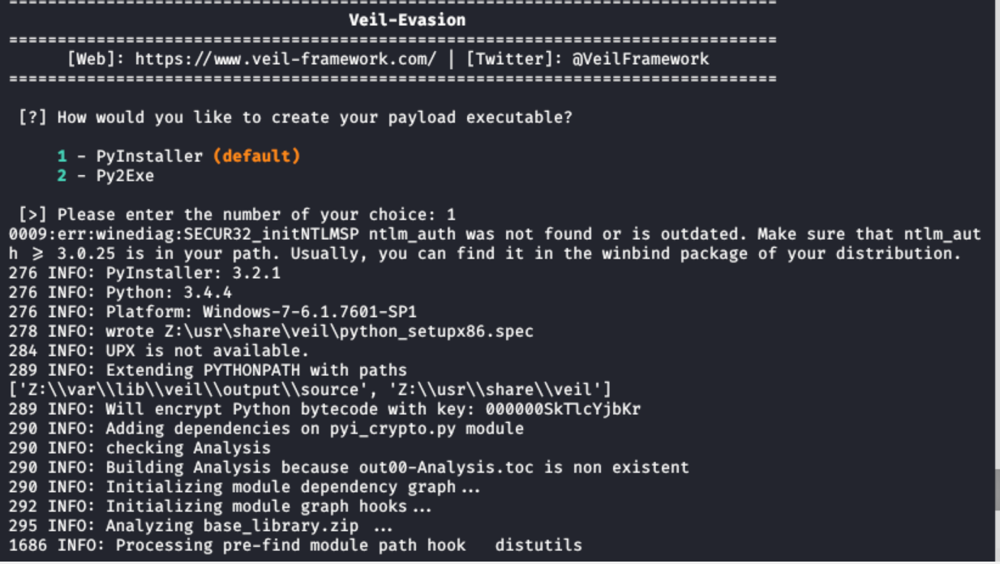 ================================================================================
Veil-Evasion
================================================================================
[Web]: https://www.veil-framework.com/ | [Twitter]: @VeilFramework
================================================================================
[?] How would you like to create your payload executable?
1 - PyInstaller (default)
2 - Py2Exe
[>] Please enter the number of your choice: 1
0009:err:winediag:SECUR32_initNTLMSP ntlm_auth was not found or is outdated. Make sure that ntlm_aut
h >= 3.0.25 is in your path. Usually, you can find it in the winbind package of your distribution.
276 INFO: PyInstaller: 3.2.1
276 INFO: Python: 3.4.4
276 INFO: Platform: Windows-7-6.1.7601-SP1
278 INFO: wrote Z:\usr\share\veil\python_setupx86.spec
284 INFO: UPX is not available.
289 INFO: Extending PYTHONPATH with paths
['Z:\\var\\lib\\veil\\output\\source', 'Z:\\usr\\share\\veil']
289 INFO: Will encrypt Python bytecode with key: 000000SkTlcYjbKr
290 INFO: Adding dependencies on pyi_crypto.py module
290 INFO: checking Analysis
290 INFO: Building Analysis because out00-Analysis.toc is non existent
290 INFO: Initializing module dependency graph...
292 INFO: Initializing module graph hooks...
295 INFO: Analyzing base_library.zip ...
1686 INFO: Processing pre-find module path hook   distutils